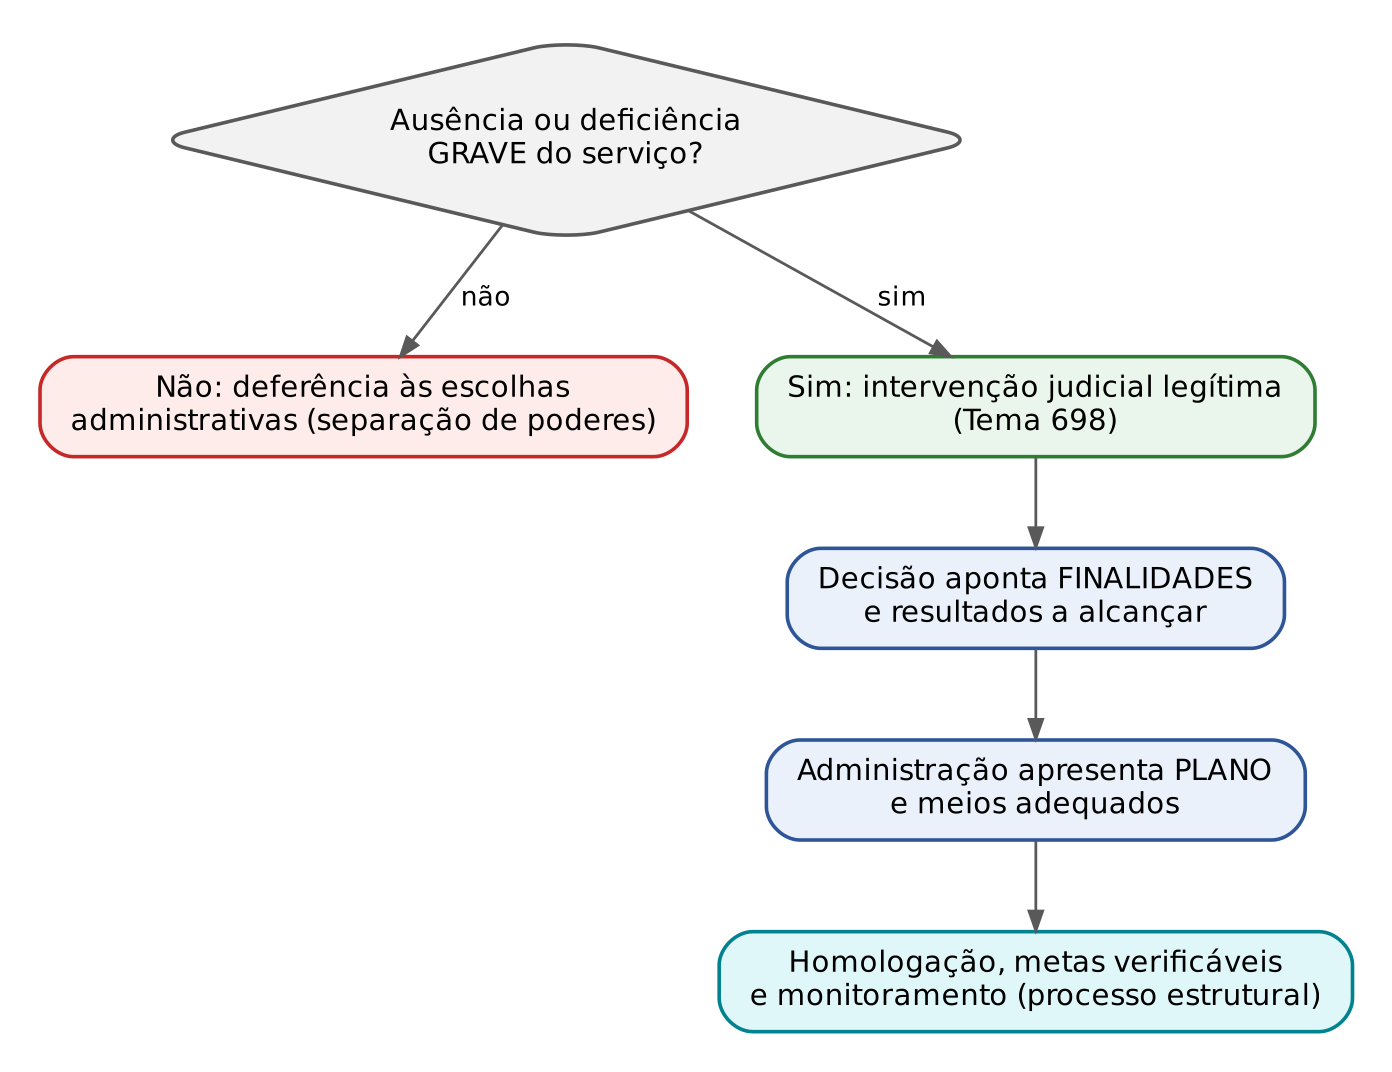 Ausência ou deficiência
GRAVE do serviço?
não
sim
Não: deferência às escolhas
administrativas (separação de poderes)
Sim: intervenção judicial legítima
(Tema 698)
Decisão aponta FINALIDADES
e resultados a alcançar
Administração apresenta PLANO
e meios adequados
Homologação, metas verificáveis
e monitoramento (processo estrutural)